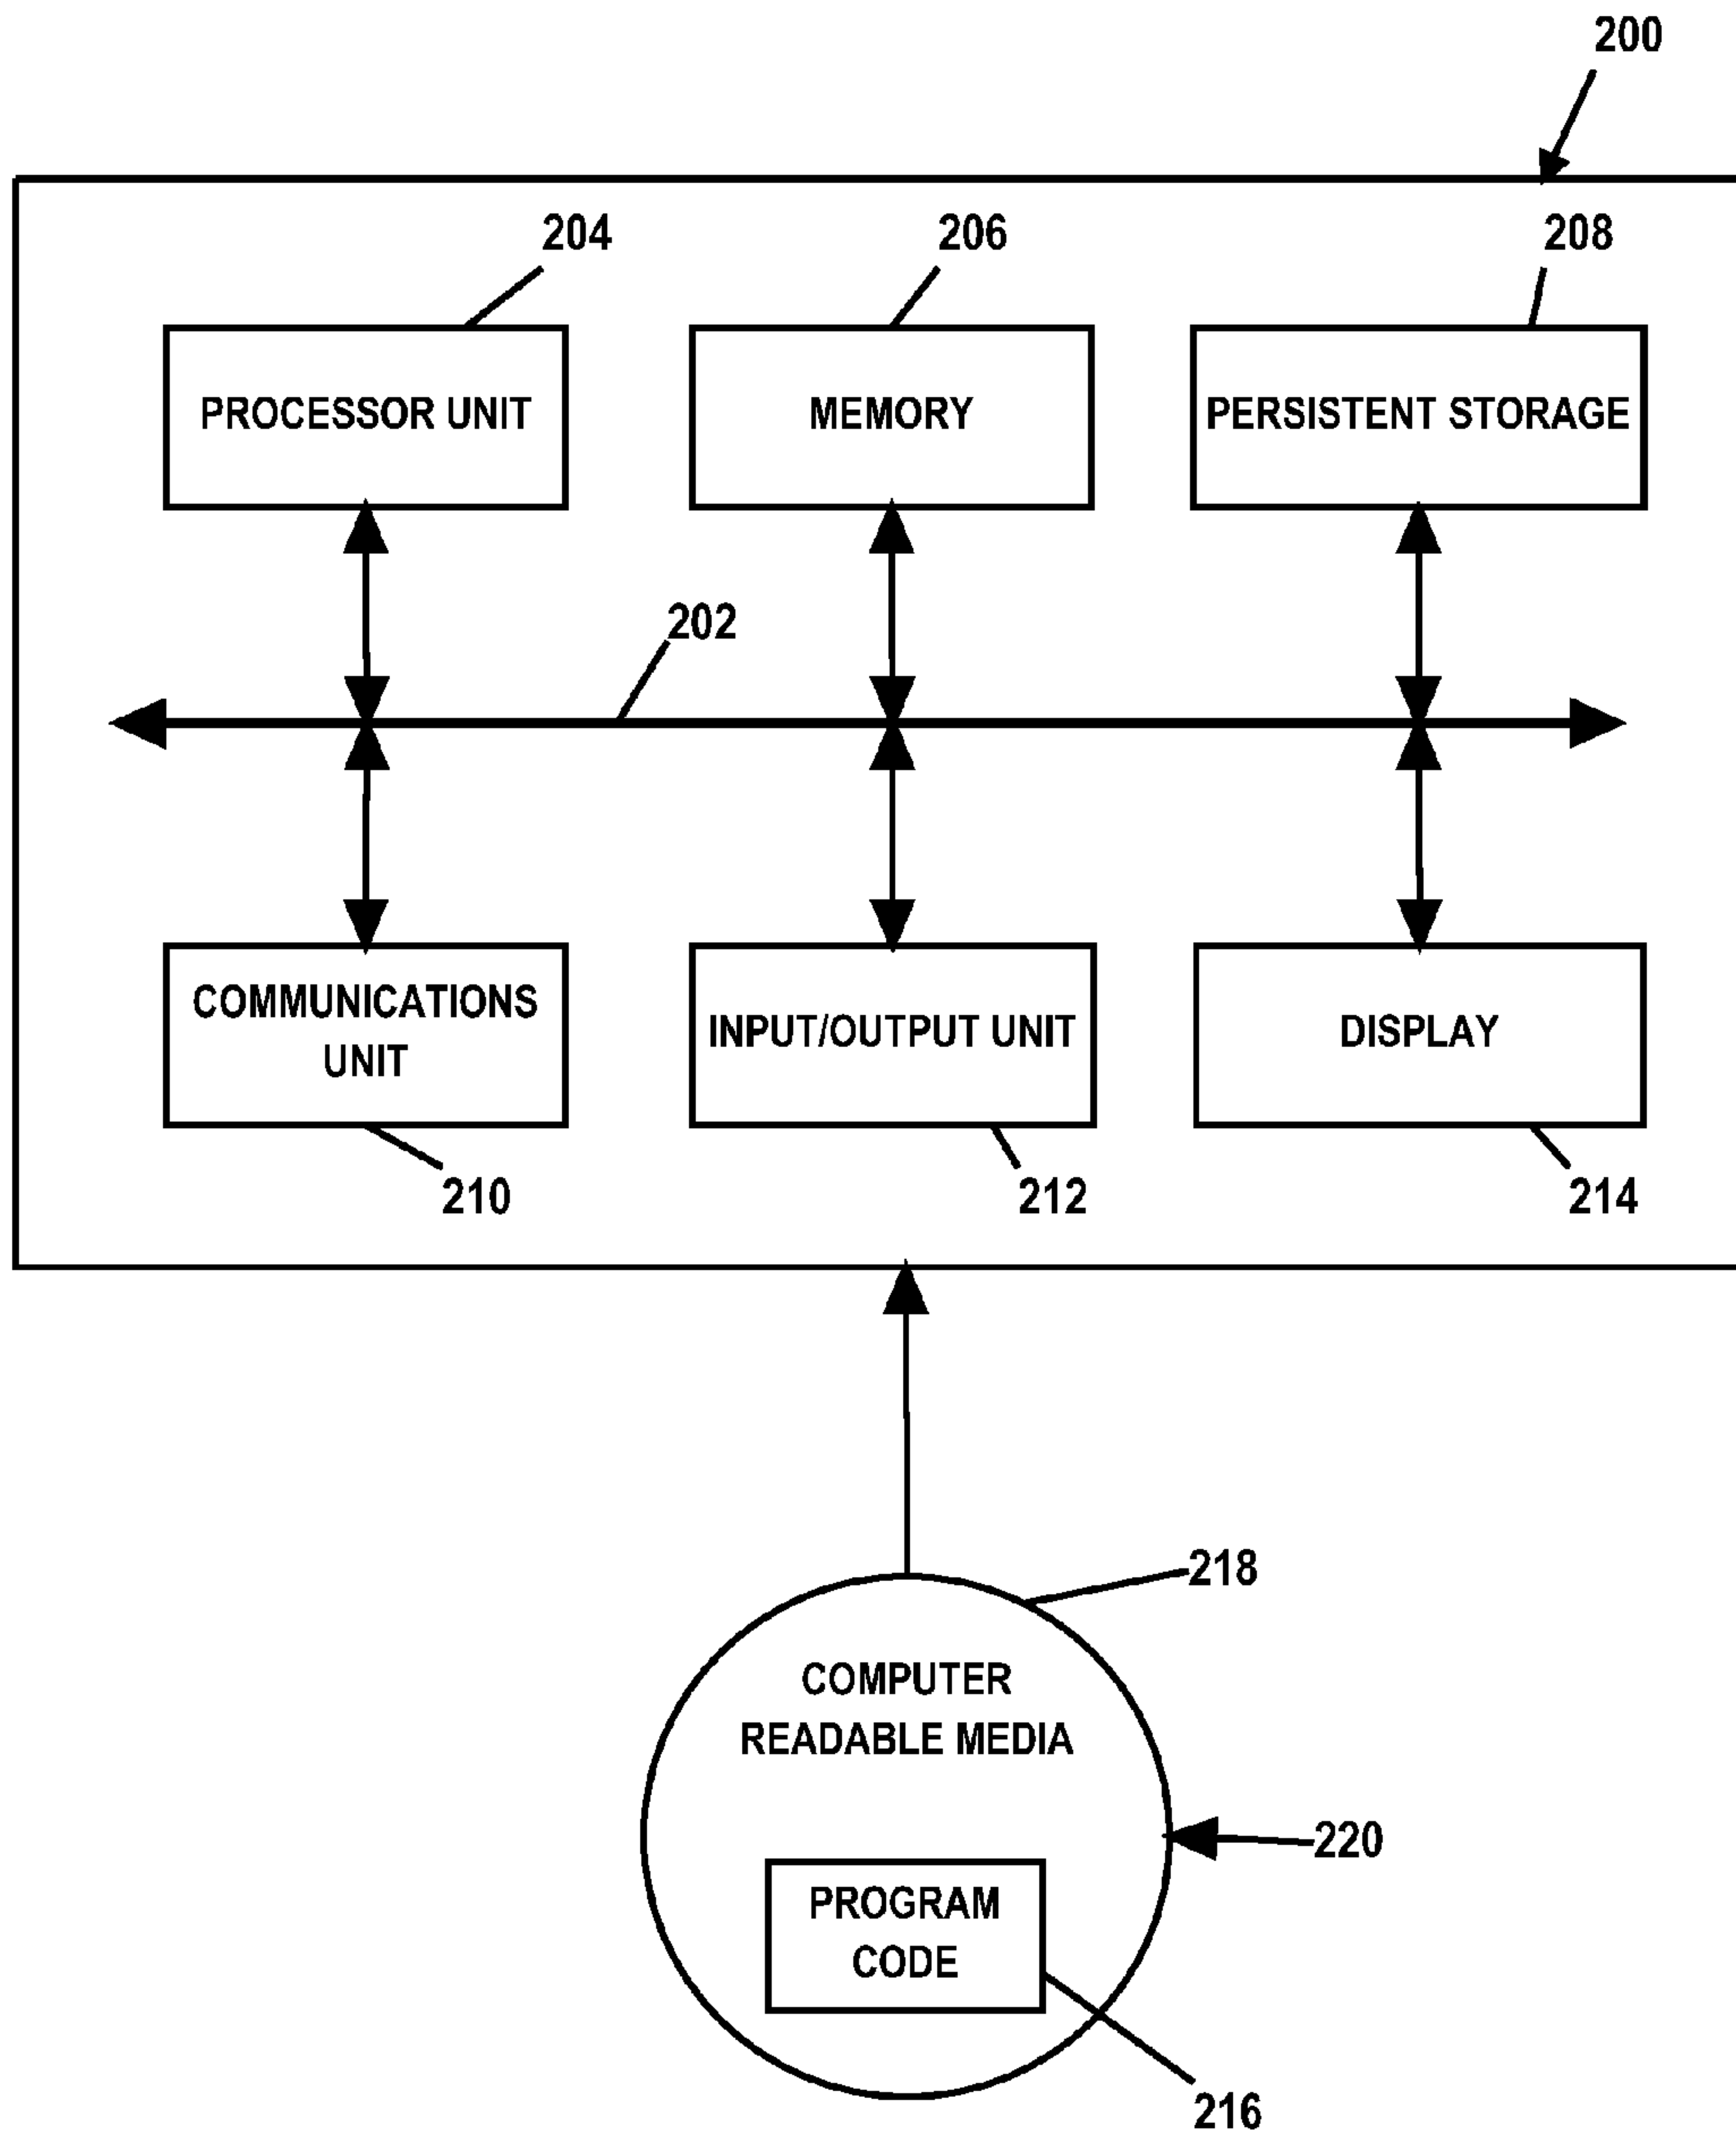 200
204
206
208
PROCESSOR UNIT
MEMORY
PERSISTENT STORAGE
202
COMMUNICATIONS
UNIT
INPUT/OUTPUT UNIT
DISPLAY
210
212
214
218
COMPUTER
READABLE MEDIA
220
PROGRAM
CODE
216